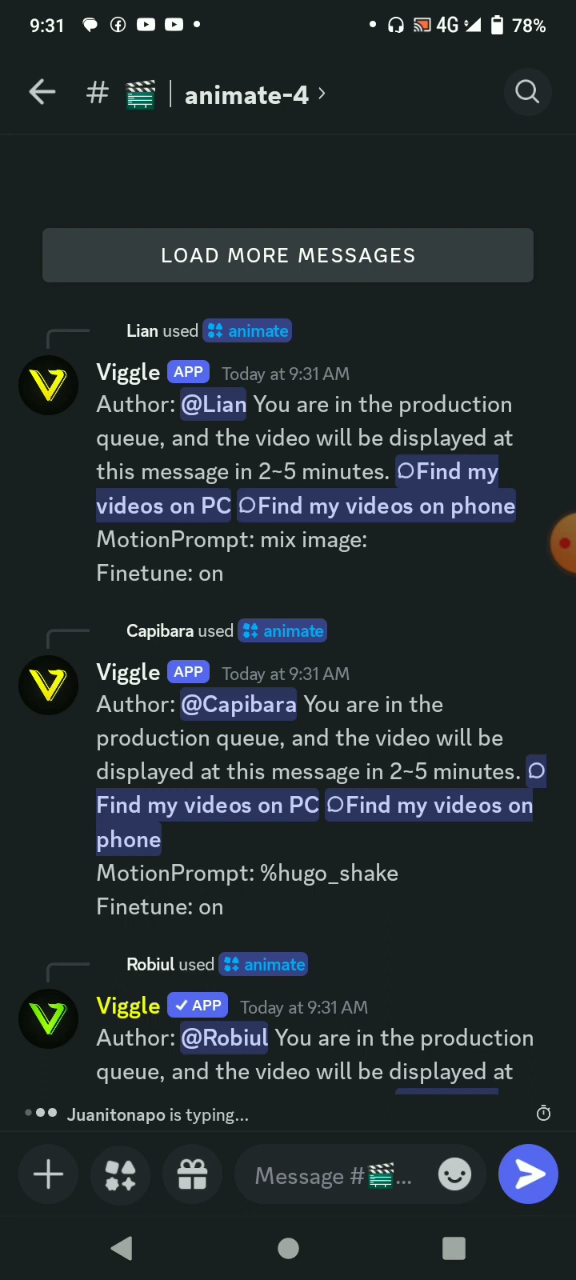 9:31 4G 78%
# | animate-4
LOAD MORE MESSAGES
Lian used animate
Viggle APP Today at 9:31 AM
Author: @Lian You are in the production
queue, and the video will be displayed at
this message in 2~5 minutes. Find my
videos on PC Find my videos on phone
MotionPrompt: mix image:
Finetune: on
Capibara used animate
Viggle APP Today at 9:31 AM
Author: @Capibara You are in the
production queue, and the video will be
displayed at this message in 2~5 minutes.
Find my videos on PC Find my videos on
phone
MotionPrompt: %hugo_shake
Finetune: on
Robiul used animate
Viggle ✓ APP Today at 9:31 AM
Author: @Robiul You are in the production
queue, and the video will be displayed at
Juanitonapo is typing...
Message #🎬...